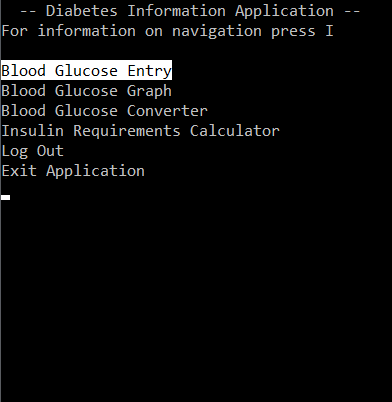 -- Diabetes Information Application --
For information on navigation press I
Blood Glucose Entry
Blood Glucose Graph
Blood Glucose Converter
Insulin Requirements Calculator
Log Out
Exit Application